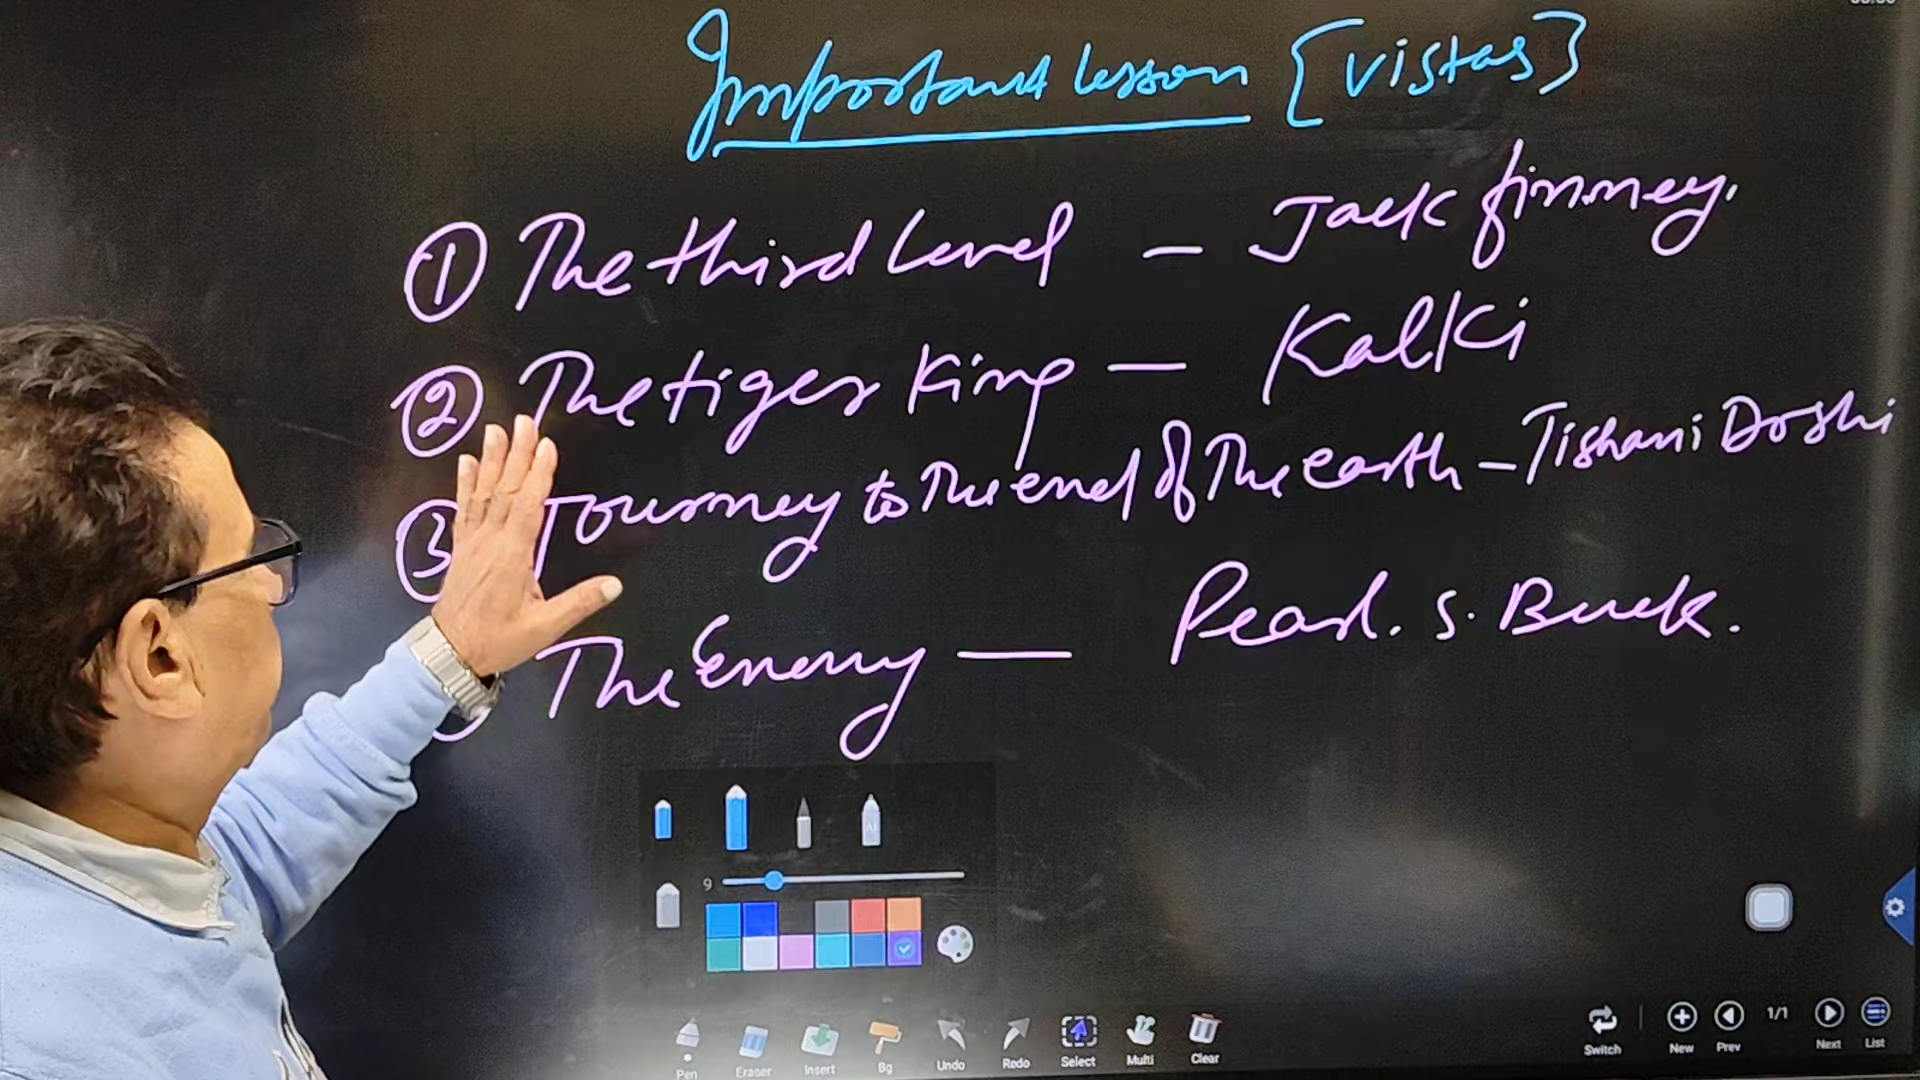 Important lesson [Vistas]
① The third level — Jack finney.
② The tiger King — Kalki
③ Journey to The end of The earth — Tishani Doshi
The Enemy — Pearl. S. Buck.
9
Pen Eraser Insert Bg Undo Redo Select Multi Clear
Switch New Prev 1/1 Next List